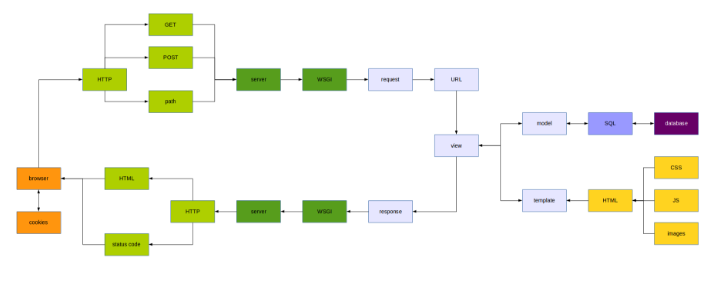 GET
POST
HTTP
server
WSGI
request
URL
path
model
SQL
database
view
CSS
browser
HTML
template
HTML
JS
HTTP
server
WSGI
response
cookies
images
status code